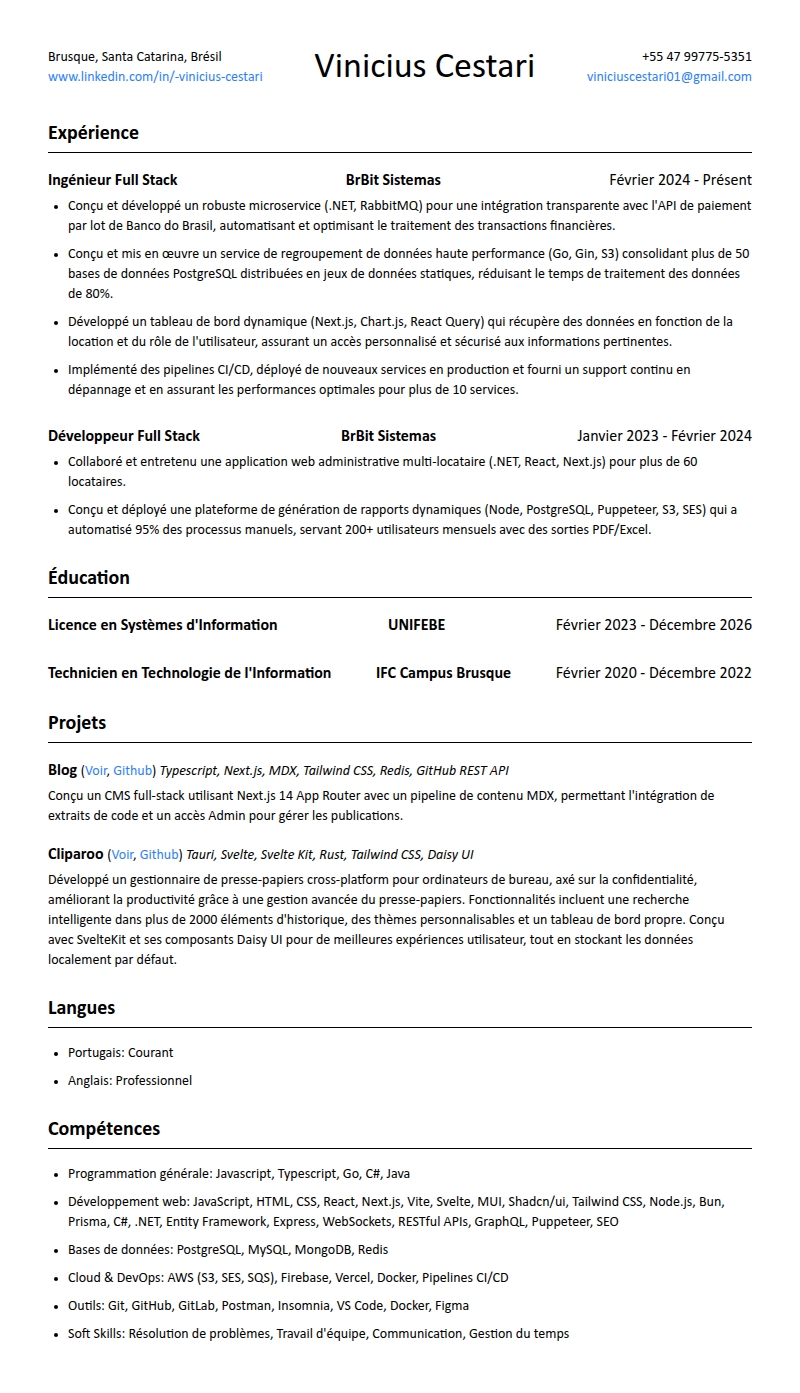 Brusque, Santa Catarina, Brésil
www.linkedin.com/in/-vinicius-cestari
Vinicius Cestari
+55 47 99775-5351
viniciuscestari01@gmail.com
Expérience
Ingénieur Full Stack BrBit Sistemas Février 2024 - Présent
• Conçu et développé un robuste microservice (.NET, RabbitMQ) pour une intégration transparente avec l'API de paiement
par lot de Banco do Brasil, automatisant et optimisant le traitement des transactions financières.
• Conçu et mis en œuvre un service de regroupement de données haute performance (Go, Gin, S3) consolidant plus de 50
bases de données PostgreSQL distribuées en jeux de données statiques, réduisant le temps de traitement des données
de 80%.
• Développé un tableau de bord dynamique (Next.js, Chart.js, React Query) qui récupère des données en fonction de la
location et du rôle de l'utilisateur, assurant un accès personnalisé et sécurisé aux informations pertinentes.
• Implémenté des pipelines CI/CD, déployé de nouveaux services en production et fourni un support continu en
dépannage et en assurant les performances optimales pour plus de 10 services.
Développeur Full Stack BrBit Sistemas Janvier 2023 - Février 2024
• Collaboré et entretenu une application web administrative multi-locataire (.NET, React, Next.js) pour plus de 60
locataires.
• Conçu et déployé une plateforme de génération de rapports dynamiques (Node, PostgreSQL, Puppeteer, S3, SES) qui a
automatisé 95% des processus manuels, servant 200+ utilisateurs mensuels avec des sorties PDF/Excel.
Éducation
Licence en Systèmes d'Information UNIFEBE Février 2023 - Décembre 2026
Technicien en Technologie de l'Information IFC Campus Brusque Février 2020 - Décembre 2022
Projets
Blog (Voir, Github) Typescript, Next.js, MDX, Tailwind CSS, Redis, GitHub REST API
Conçu un CMS full-stack utilisant Next.js 14 App Router avec un pipeline de contenu MDX, permettant l'intégration de
extraits de code et un accès Admin pour gérer les publications.
Cliparoo (Voir, Github) Tauri, Svelte, Svelte Kit, Rust, Tailwind CSS, Daisy UI
Développé un gestionnaire de presse-papiers cross-platform pour ordinateurs de bureau, axé sur la confidentialité,
améliorant la productivité grâce à une gestion avancée du presse-papiers. Fonctionnalités incluent une recherche
intelligente dans plus de 2000 éléments d'historique, des thèmes personnalisables et un tableau de bord propre. Conçu
avec SvelteKit et ses composants Daisy UI pour de meilleures expériences utilisateur, tout en stockant les données
localement par défaut.
Langues
• Portugais: Courant
• Anglais: Professionnel
Compétences
• Programmation générale: Javascript, Typescript, Go, C#, Java
• Développement web: JavaScript, HTML, CSS, React, Next.js, Vite, Svelte, MUI, Shadcn/ui, Tailwind CSS, Node.js, Bun,
Prisma, C#, .NET, Entity Framework, Express, WebSockets, RESTful APIs, GraphQL, Puppeteer, SEO
• Bases de données: PostgreSQL, MySQL, MongoDB, Redis
• Cloud & DevOps: AWS (S3, SES, SQS), Firebase, Vercel, Docker, Pipelines CI/CD
• Outils: Git, GitHub, GitLab, Postman, Insomnia, VS Code, Docker, Figma
• Soft Skills: Résolution de problèmes, Travail d'équipe, Communication, Gestion du temps